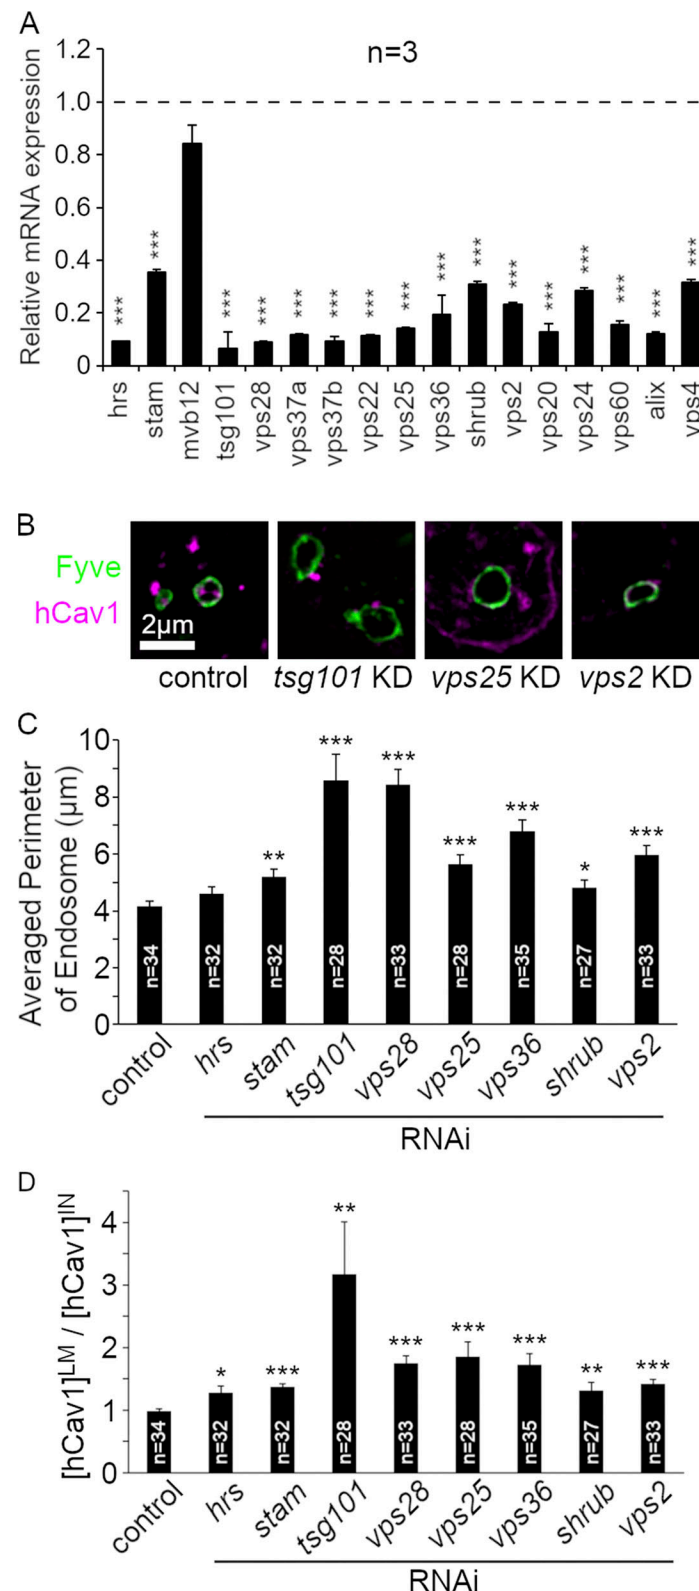 A
n=3
Relative mRNA expression
1.2
1.0
0.8
0.6
0.4
0.2
0
*** *** *** *** *** *** *** *** *** *** *** *** *** *** *** ***
hrs stam mvb12 tsg101 vps28 vps37a vps37b vps22 vps25 vps36 shrub vps2 vps20 vps24 vps60 alix vps4
B
Fyve
hCav1
2μm
control tsg101 KD vps25 KD vps2 KD
C
Averaged Perimeter
of Endosome (μm)
10
8
6
4
2
0
** *** *** *** *** * ***
n=34 n=32 n=32 n=28 n=33 n=28 n=35 n=27 n=33
control hrs stam tsg101 vps28 vps25 vps36 shrub vps2
RNAi
D
[hCav1]LM / [hCav1]IN
4
3
2
1
0
* *** ** *** *** *** ** ***
n=34 n=32 n=32 n=28 n=33 n=28 n=35 n=27 n=33
control hrs stam tsg101 vps28 vps25 vps36 shrub vps2
RNAi